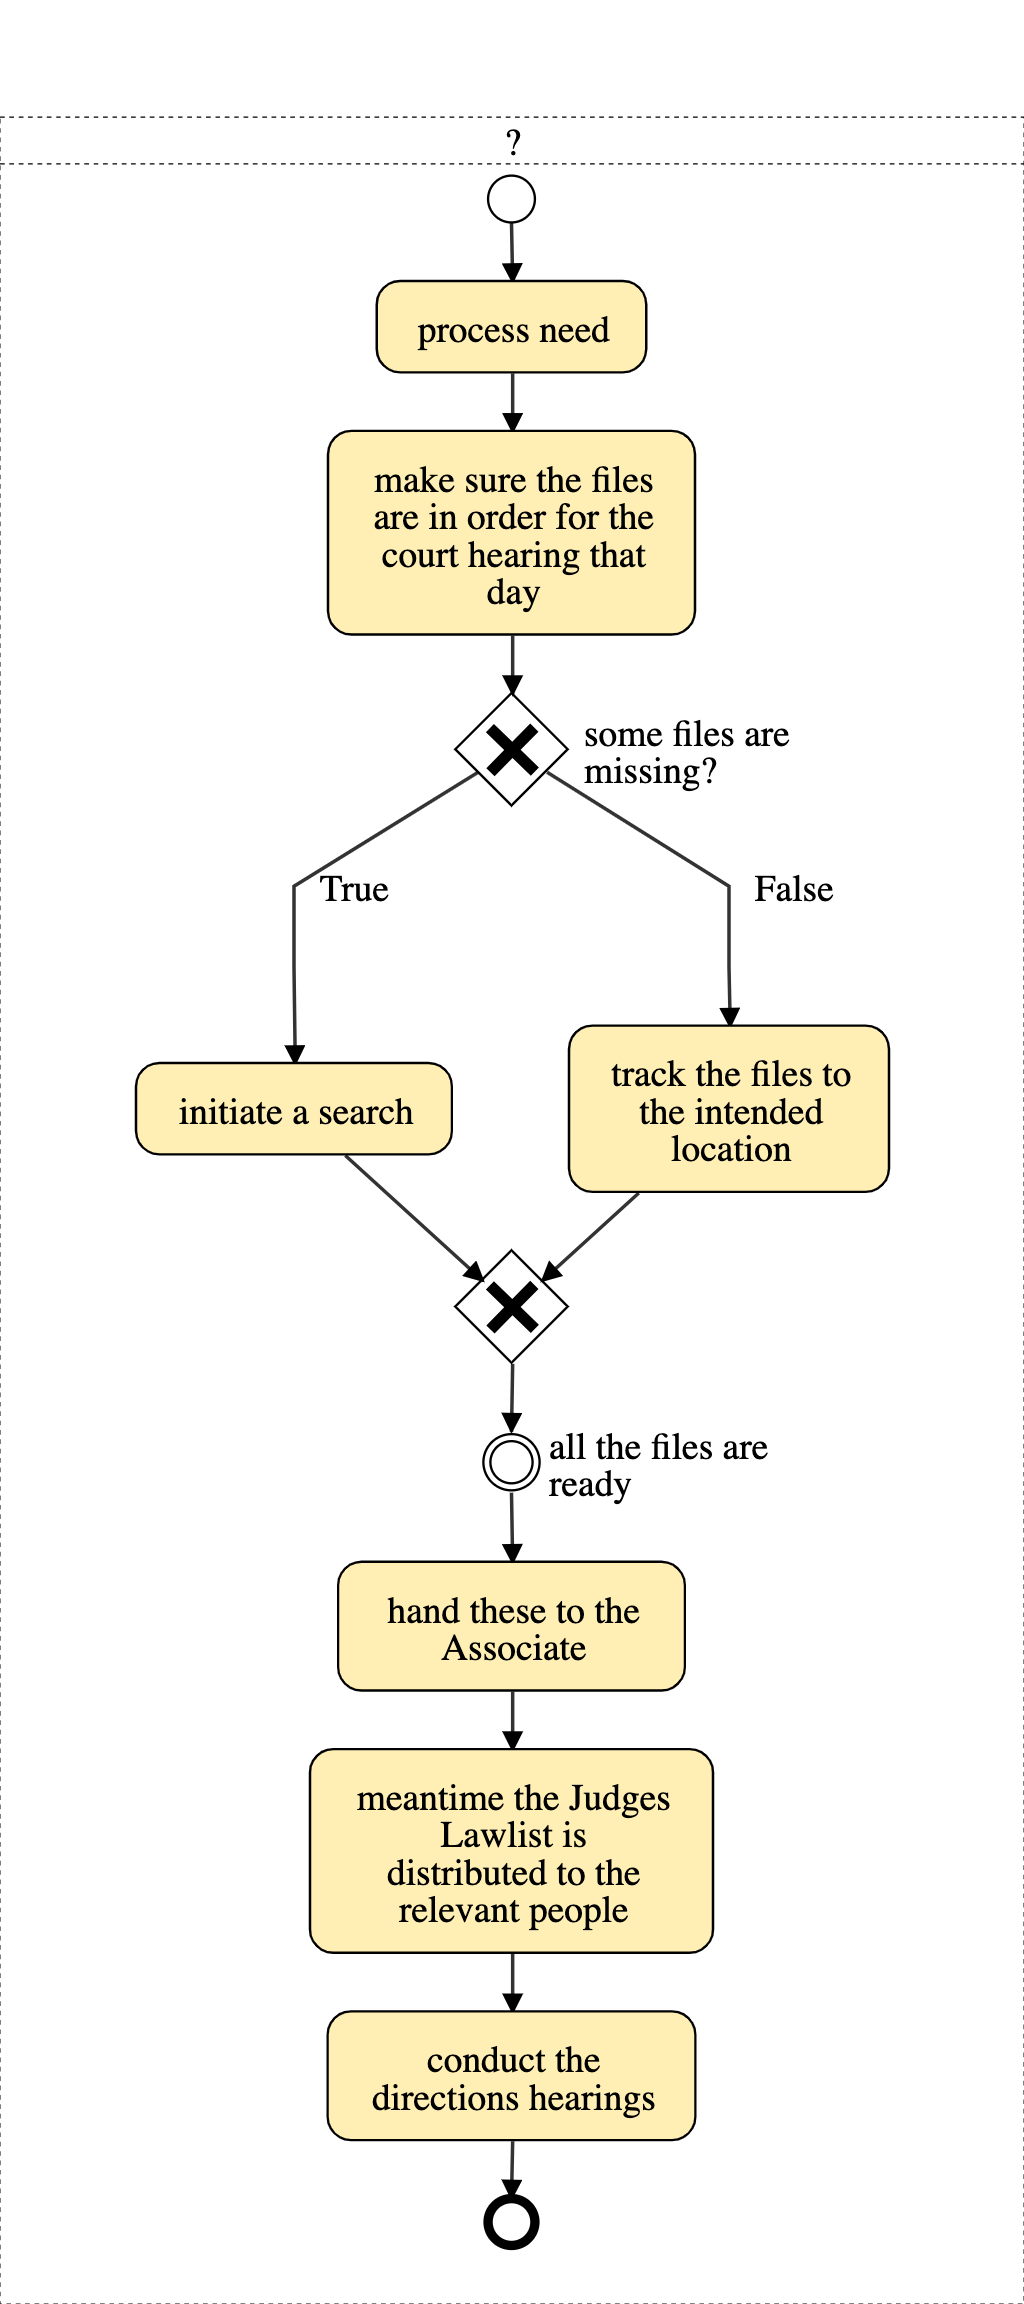 ?
process need
make sure the files
are in order for the
court hearing that
day
some files are
missing?
True
False
initiate a search
track the files to
the intended
location
all the files are
ready
hand these to the
Associate
meantime the Judges
Lawlist is
distributed to the
relevant people
conduct the
directions hearings